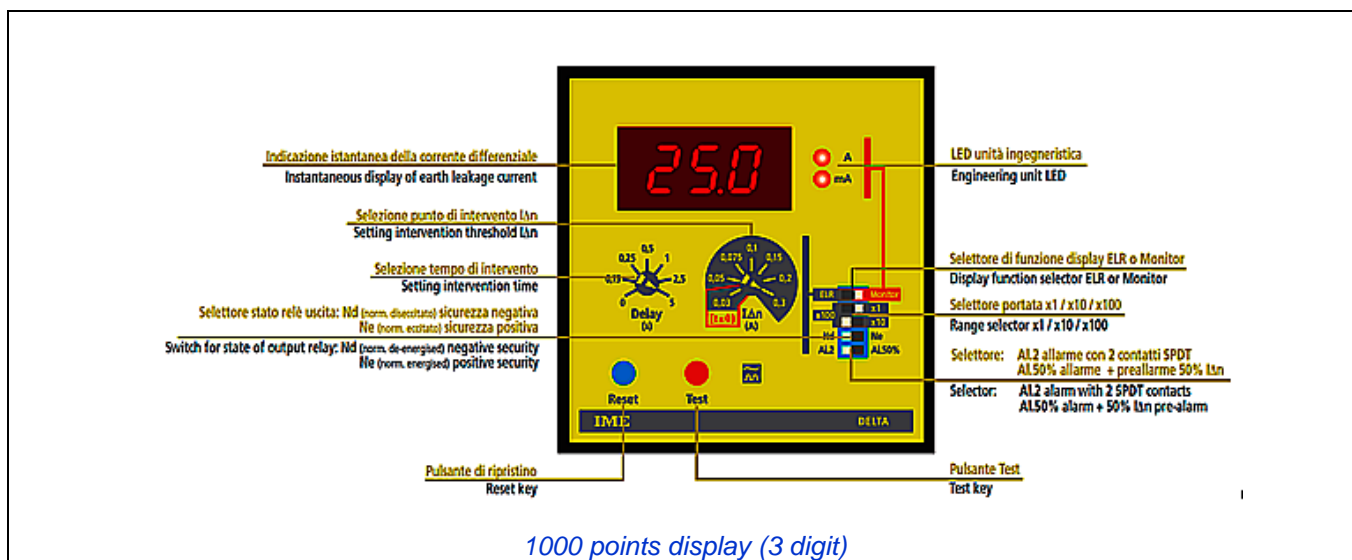 25.0
A
mA
Indicazione istantanea della corrente differenziale
Instantaneous display of earth leakage current
LED unità ingegneristica
Engineering unit LED
Selezione punto di intervento I∆n
Setting intervention threshold I∆n
Selezione tempo di intervento
Setting intervention time
0 0,15 0,25 0,5 1 2,5 5
Delay
(s)
0,03 0,05 0,075 0,1 0,15 0,2 0,3
(t=0)
I∆n
(A)
Selettore di funzione display ELR o Monitor
Display function selector ELR or Monitor
ELR Monitor
x1
x100 x10
Nd Ne
AL2 AL50%
Selettore portata x1 / x10 / x100
Range selector x1 / x10 / x100
Selettore stato relè uscita: Nd (norm. diseccitato) sicurezza negativa
Ne (norm. eccitato) sicurezza positiva
Switch for state of output relay: Nd (norm. de-energised) negative security
Ne (norm. energised) positive security
Selettore: AL2 allarme con 2 contatti SPDT
AL50% allarme + preallarme 50% I∆n
Selector: AL2 alarm with 2 SPDT contacts
AL50% alarm + 50% I∆n pre-alarm
Reset Test
IME DELTA
Pulsante di ripristino
Reset key
Pulsante Test
Test key
1000 points display (3 digit)